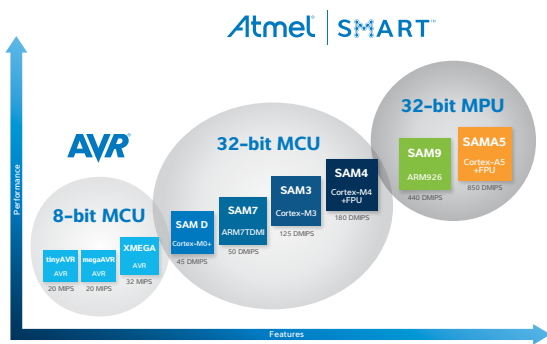 Atmel® | SMART™
Performance
AVR®
8-bit MCU
tinyAVR
AVR
20 MIPS
megaAVR
AVR
20 MIPS
XMEGA
AVR
32 MIPS
32-bit MCU
SAM D
Cortex-M0+
45 DMIPS
SAM7
ARM7TDMI
50 DMIPS
SAM3
Cortex-M3
125 DMIPS
SAM4
Cortex-M4
+FPU
180 DMIPS
32-bit MPU
SAM9
ARM926
440 DMIPS
SAMA5
Cortex-A5
+FPU
850 DMIPS
Features